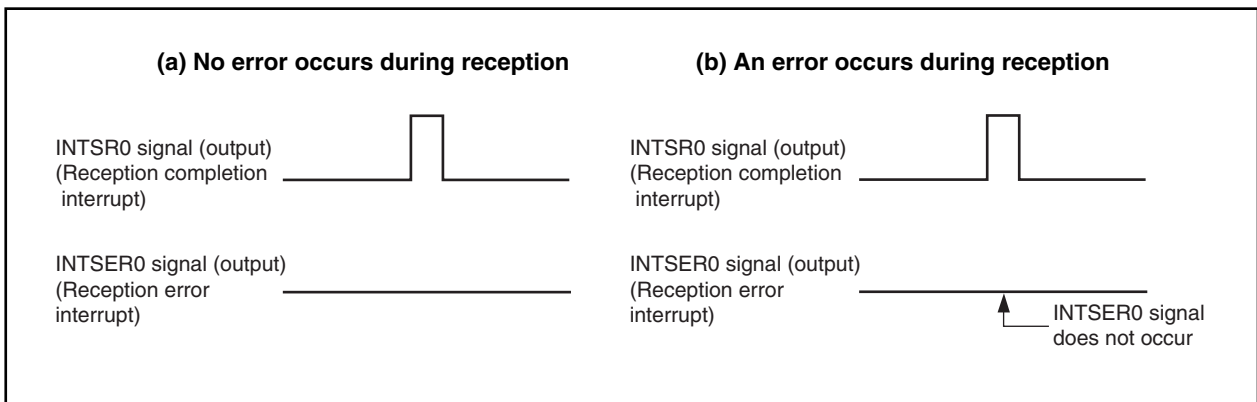 (a) No error occurs during reception
INTSR0 signal (output)
(Reception completion
interrupt)
INTSER0 signal (output)
(Reception error
interrupt)
(b) An error occurs during reception
INTSR0 signal (output)
(Reception completion
interrupt)
INTSER0 signal (output)
(Reception error
interrupt)
INTSER0 signal
does not occur